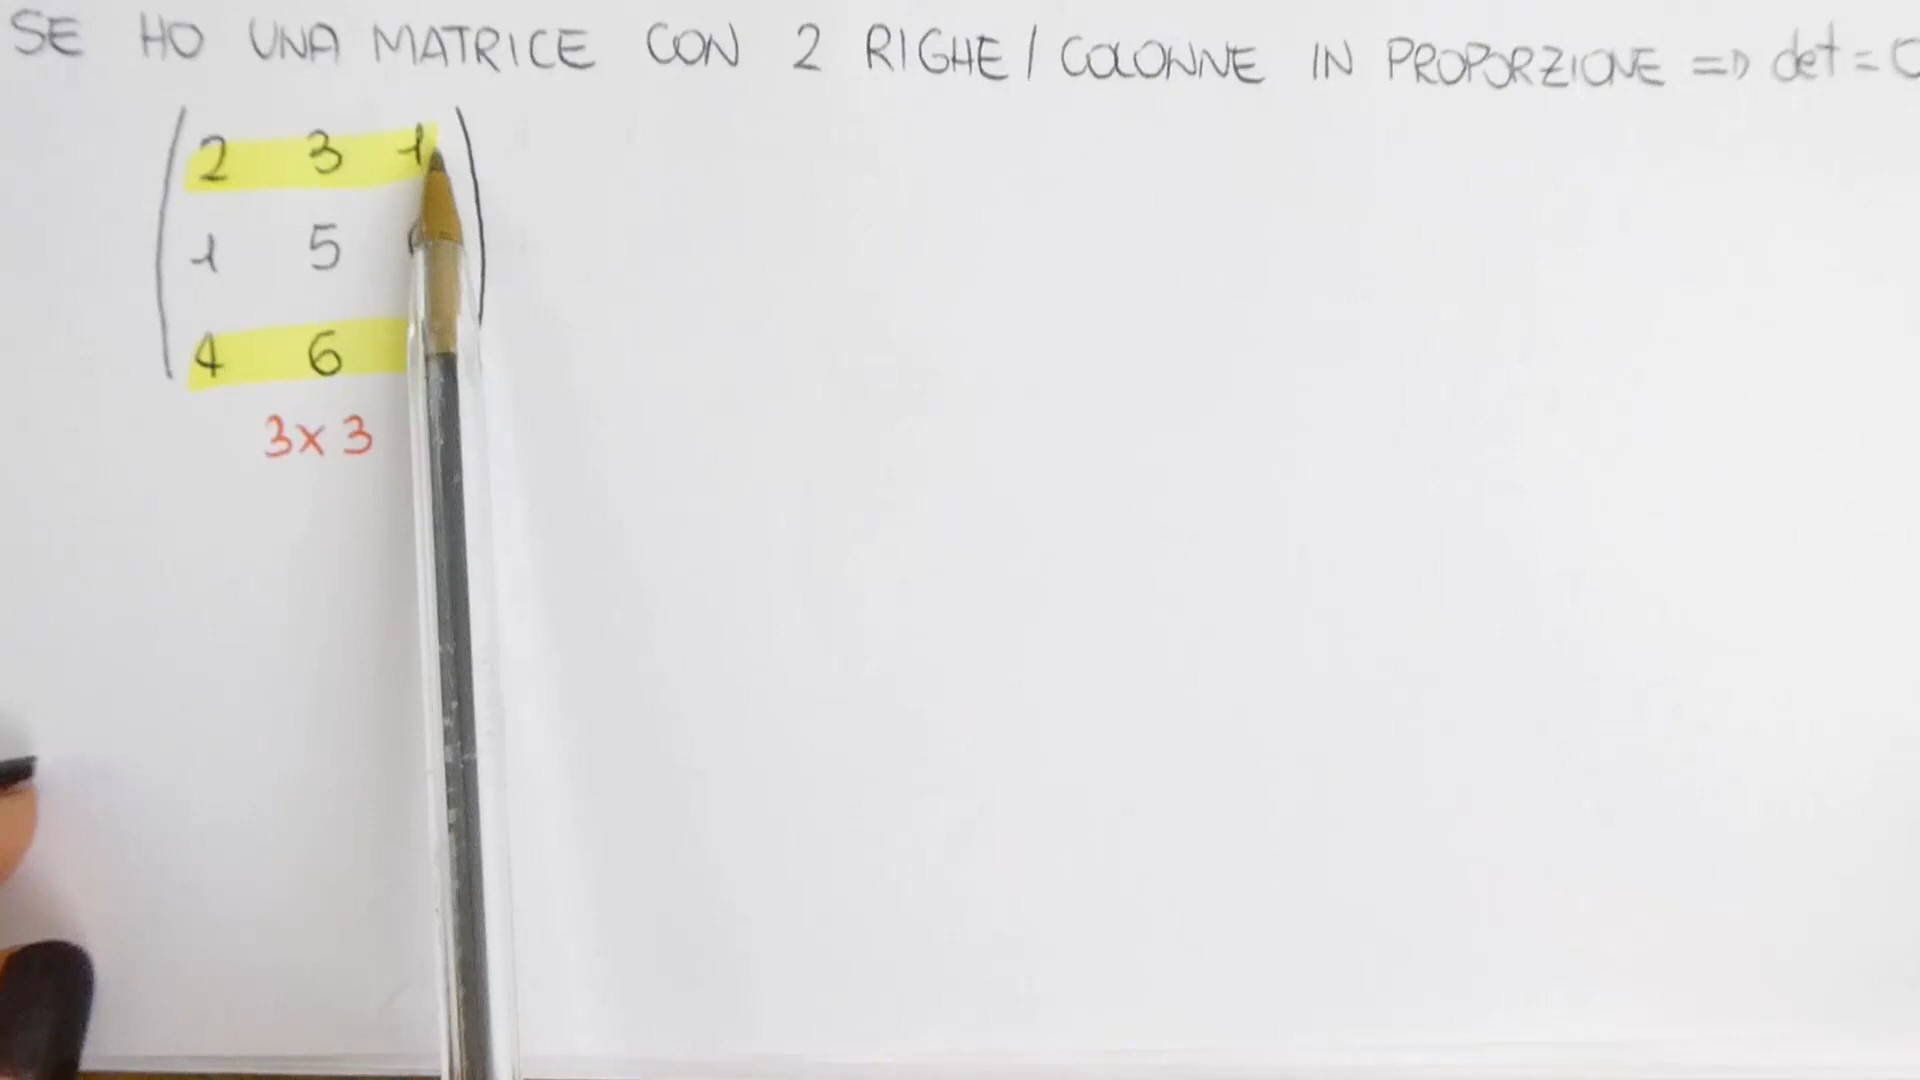 SE HO UNA MATRICE CON 2 RIGHE/COLONNE IN PROPORZIONE => det = 0
2 3 1
1 5
4 6
3x3